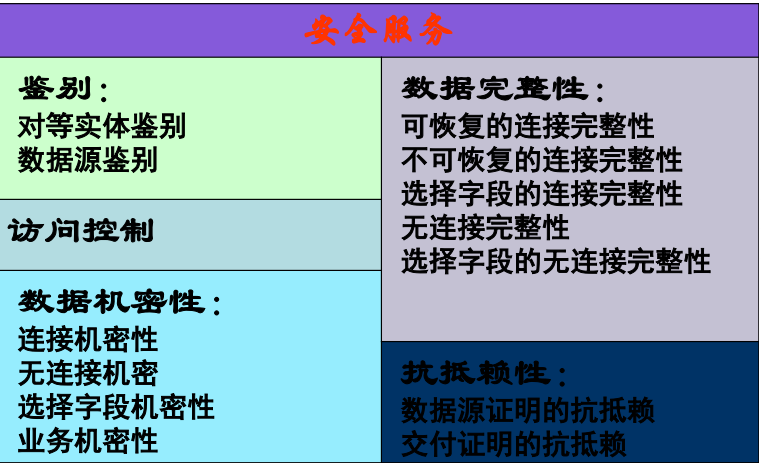 安全服务
鉴别：
对等实体鉴别
数据源鉴别
访问控制
数据机密性：
连接机密性
无连接机密
选择字段机密性
业务机密性
数据完整性：
可恢复的连接完整性
不可恢复的连接完整性
选择字段的连接完整性
无连接完整性
选择字段的无连接完整性
抗抵赖性：
数据源证明的抗抵赖
交付证明的抗抵赖